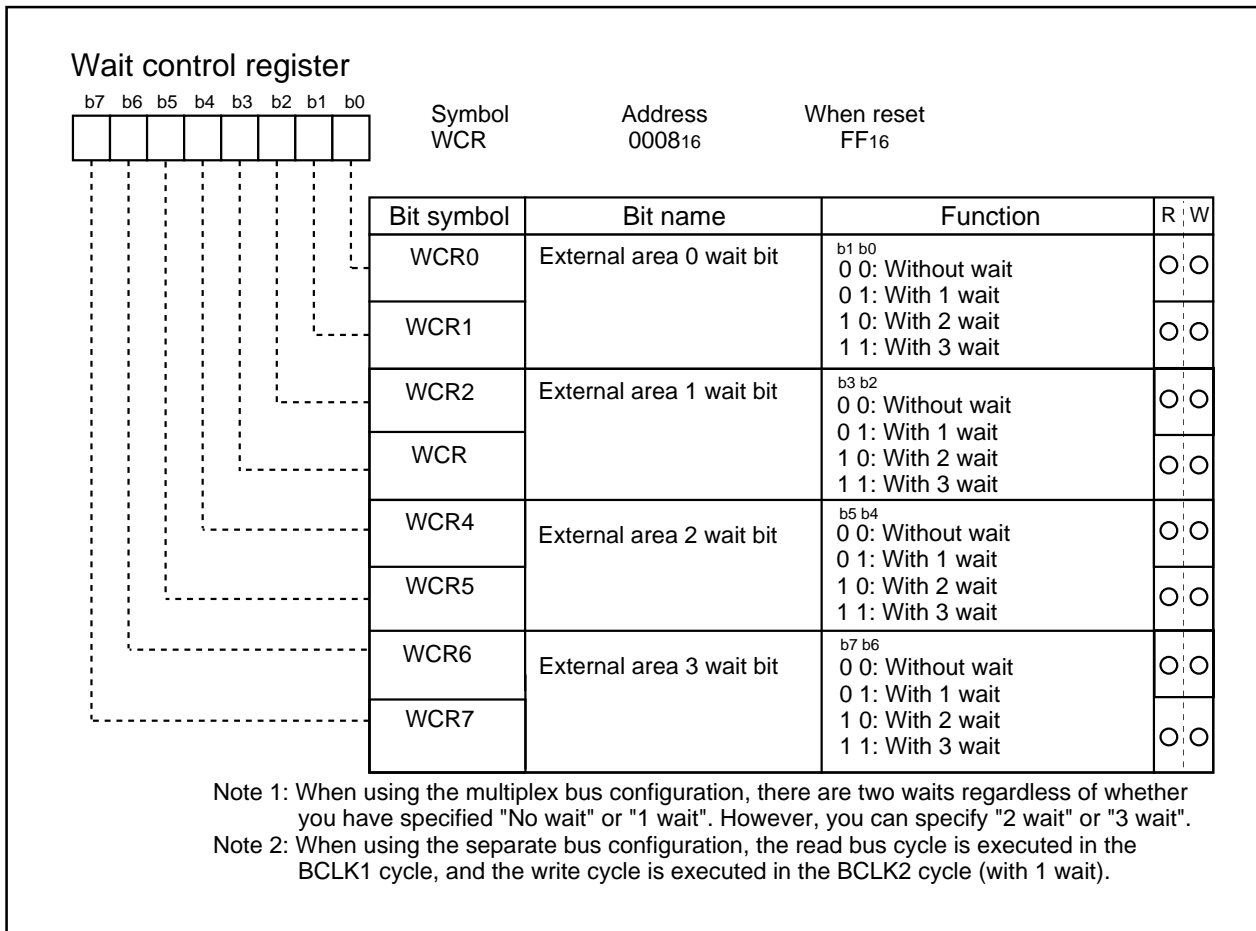 Wait control register
b7 b6 b5 b4 b3 b2 b1 b0
Symbol Address When reset
WCR 000816 FF16
Bit symbol Bit name Function R W
WCR0 External area 0 wait bit
b1 b0
0 0: Without wait
0 1: With 1 wait
1 0: With 2 wait
1 1: With 3 wait
WCR1
WCR2 External area 1 wait bit
b3 b2
0 0: Without wait
0 1: With 1 wait
1 0: With 2 wait
1 1: With 3 wait
WCR
WCR4 External area 2 wait bit
b5 b4
0 0: Without wait
0 1: With 1 wait
1 0: With 2 wait
1 1: With 3 wait
WCR5
WCR6 External area 3 wait bit
b7 b6
0 0: Without wait
0 1: With 1 wait
1 0: With 2 wait
1 1: With 3 wait
WCR7
Note 1: When using the multiplex bus configuration, there are two waits regardless of whether
you have specified "No wait" or "1 wait". However, you can specify "2 wait" or "3 wait".
Note 2: When using the separate bus configuration, the read bus cycle is executed in the
BCLK1 cycle, and the write cycle is executed in the BCLK2 cycle (with 1 wait).